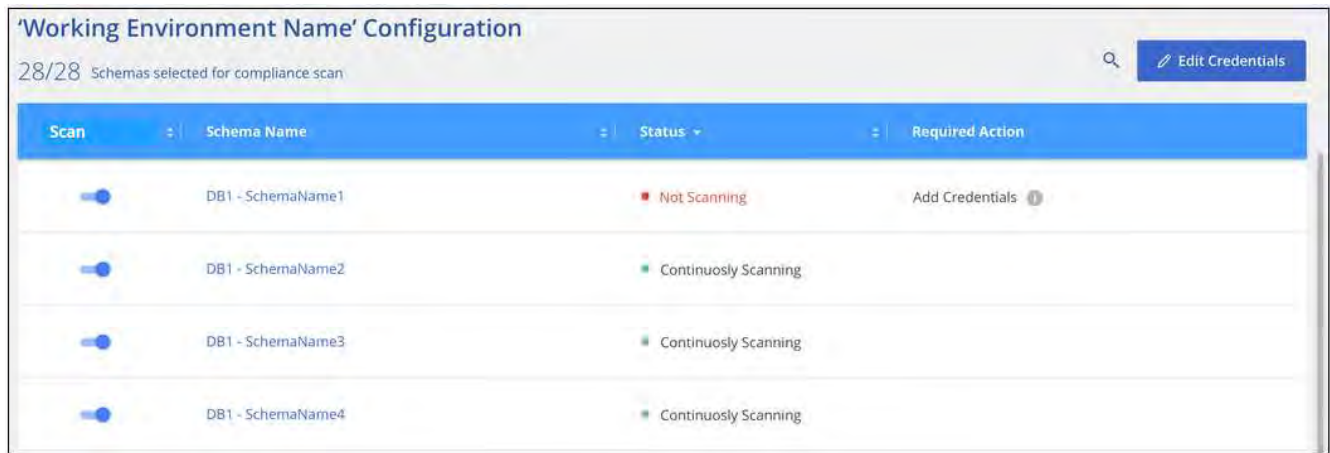 ‘Working Environment Name’ Configuration
28/28 Schemas selected for compliance scan
Edit Credentials
Scan Schema Name Status Required Action
DB1 - SchemaName1 Not Scanning Add Credentials
DB1 - SchemaName2 Continuosly Scanning
DB1 - SchemaName3 Continuosly Scanning
DB1 - SchemaName4 Continuosly Scanning